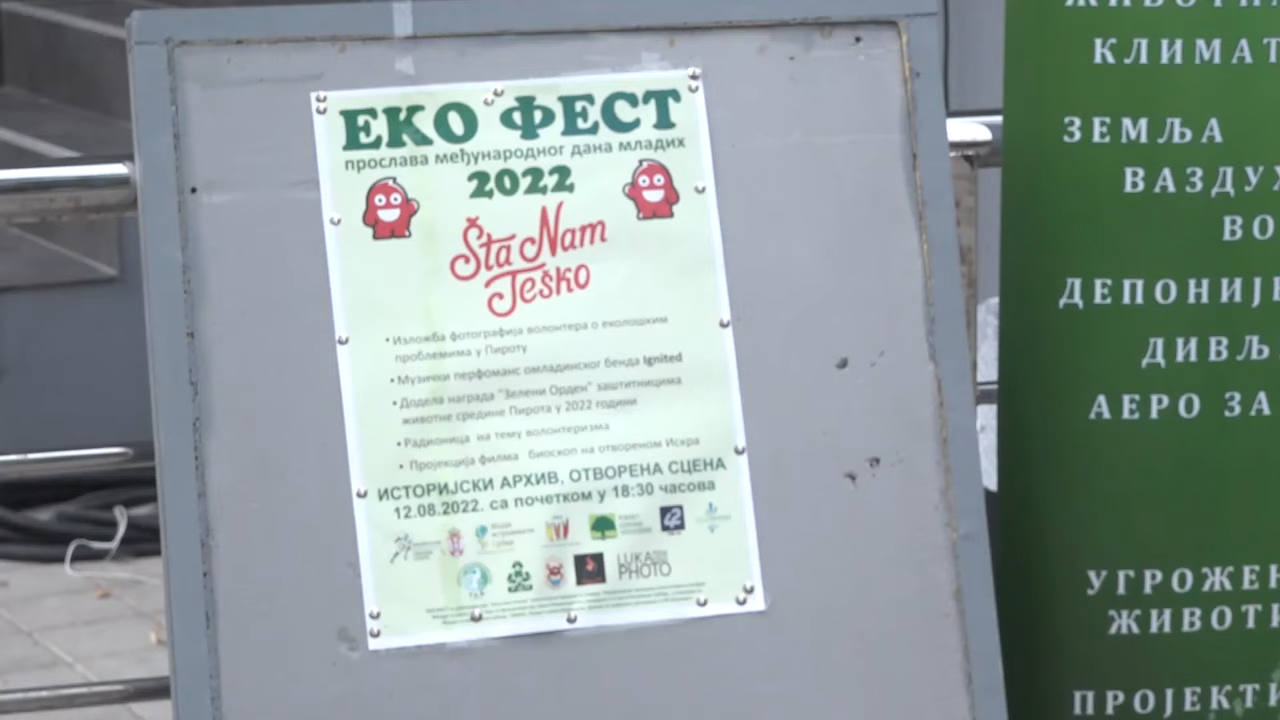 ЕКО ФЕСТ
прослава међународног дана младих
2022
Šta Nam
Teško
• Изложба фотографија волонтера о еколошким
проблемима у Пироту
• Музички перфоманс омладинског бенда Ignited
• Додела награда "Зелени Орден" заштитницима
животне средине Пирота у 2022 години
• Радионица на тему волонтеризма
• Пројекција филма биоскоп на отвореном Искра
ИСТОРИЈСКИ АРХИВ, ОТВОРЕНА СЦЕНА
12.08.2022. са почетком у 18:30 часова
LUKA
PHOTO
КЛИМАТ
ЗЕМЉА
ВАЗДУХ
ВО
ДЕПОНИЈЕ
ДИВЉ
АЕРО ЗА
УГРОЖЕН
ЖИВОТИ
ПРОЈЕКТИ